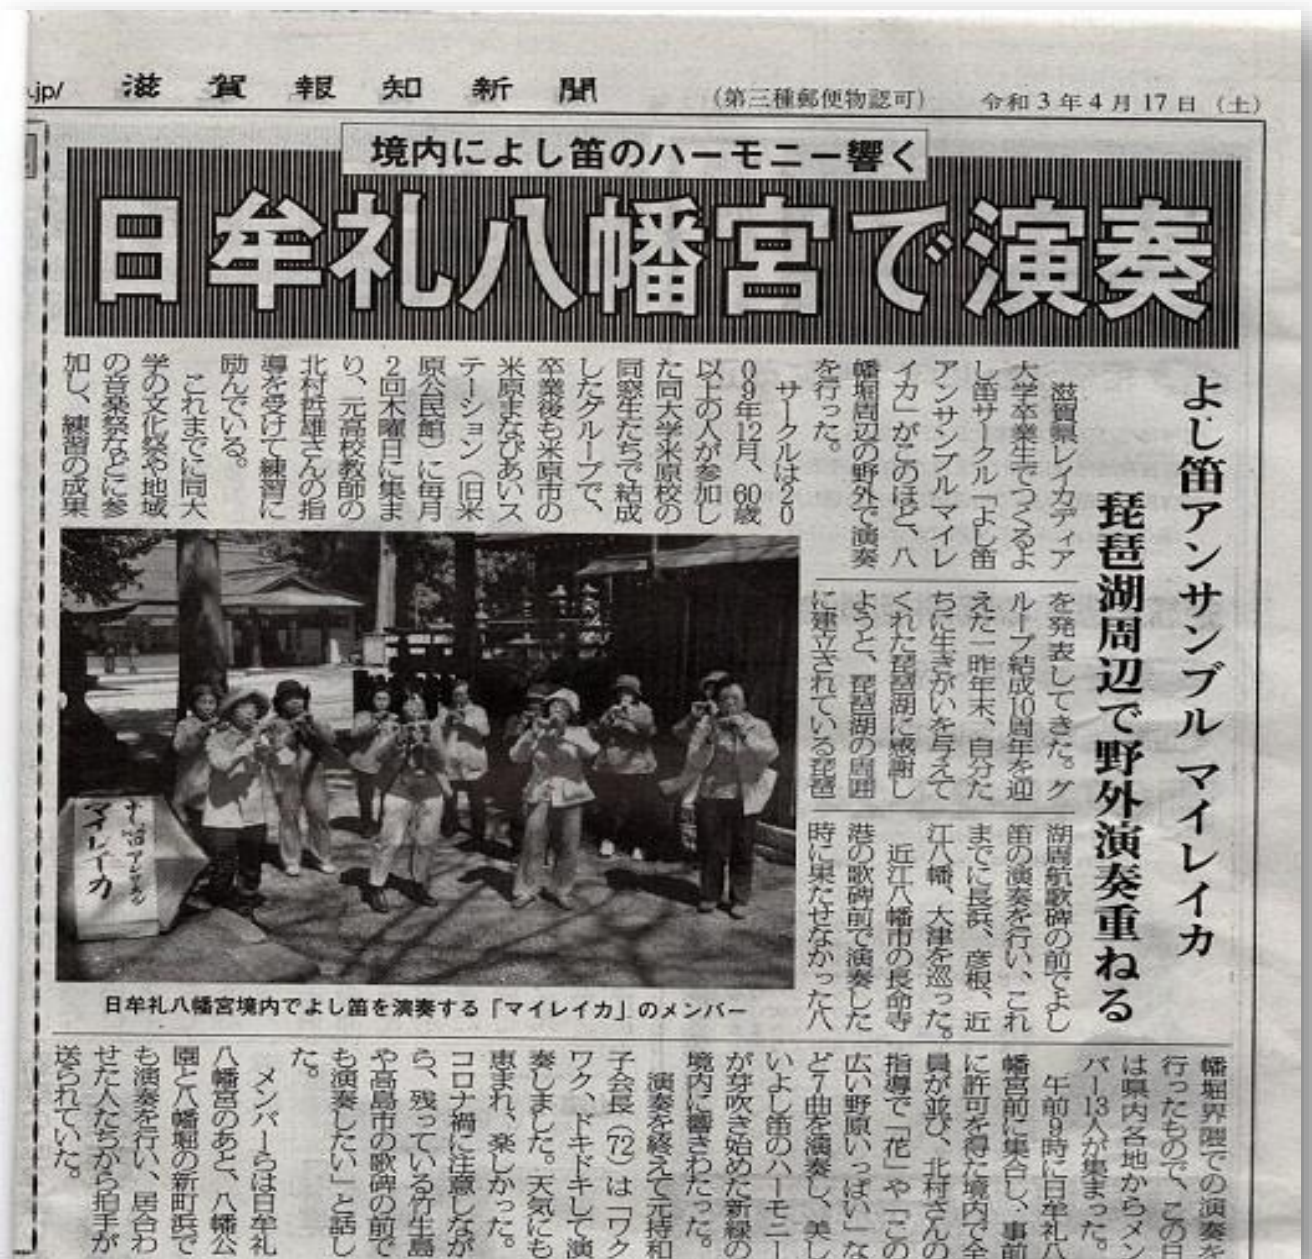 .jp/ 滋賀報知新聞 (第三種郵便物認可) 令和3年4月17日(土)
境内によし笛のハーモニー響く
日牟礼八幡宮で演奏
よし笛アンサンブル マイレイカ
琵琶湖周辺で野外演奏重ねる
滋賀県レイカディア
大学卒業生でつくるよ
し笛サークル「よし笛
アンサンブル マイレ
イカ」がこのほど、八
幡堀周辺の野外で演奏
を行った。
サークルは20
09年12月、60歳
以上の人が参加し
た同大学米原校の
同窓生たちで結成
したグループで、
卒業後も米原市の
米原まなびあいス
テーション（旧米
原公民館）に毎月
2回木曜日に集ま
り、元高校教師の
北村哲雄さんの指
導を受けて練習に
励んでいる。
これまでに同大
学の文化祭や地域
の音楽祭などに参
加し、練習の成果
を発表してきた。グ
ループ結成10周年を迎
えた一昨年末、自分た
ちに生きがいを与えて
くれた琵琶湖に感謝し
ようと、琵琶湖の周囲
に建立されている琵琶
湖周航歌碑の前でよし
笛の演奏を行い、これ
までに長浜、彦根、近
江八幡、大津を巡った。
近江八幡市の長命寺
港の歌碑前で演奏した
時に果たせなかった八
マイレイカ
日牟礼八幡宮境内でよし笛を演奏する「マイレイカ」のメンバー
幡堀界隈での演奏
行ったもので、この日
は県内各地からメン
バー13人が集まった。
午前9時に日牟礼八
幡宮前に集合し、事前
に許可を得た境内で全
員が並び、北村さんの
指導で「花」や「この
広い野原いっぱい」な
ど7曲を演奏し、美し
いよし笛のハーモニー
が芽吹き始めた新緑の
境内に響きわたった。
演奏を終えて元持和
子会長（72）は「ワク
ワク、ドキドキして演
奏しました。天気にも
恵まれ、楽しかった。
コロナ禍に注意しなが
ら、残っている竹生島
や高島市の歌碑の前で
も演奏したい」と話し
た。
メンバーらは日牟礼
八幡宮のあと、八幡公
園と八幡堀の新町浜で
も演奏を行い、居合わ
せた人たちから拍手が
送られていた。